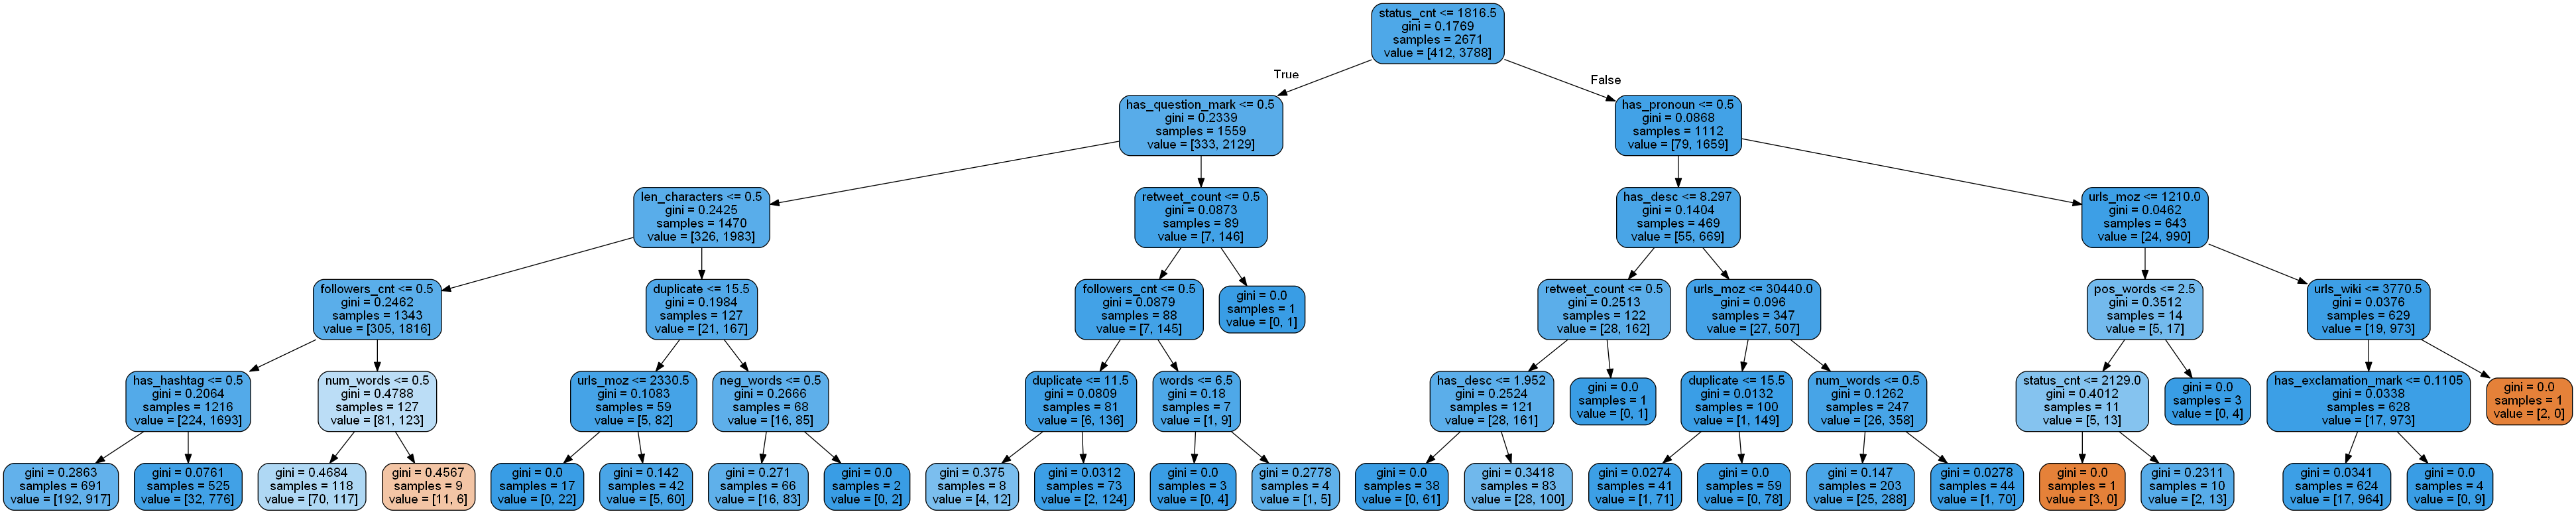 status_cnt <= 1816.5
gini = 0.1769
samples = 2671
value = [412, 3788]
True
False
has_question_mark <= 0.5
gini = 0.2339
samples = 1559
value = [333, 2129]
has_pronoun <= 0.5
gini = 0.0868
samples = 1112
value = [79, 1659]
len_characters <= 0.5
gini = 0.2425
samples = 1470
value = [326, 1983]
retweet_count <= 0.5
gini = 0.0873
samples = 89
value = [7, 146]
has_desc <= 8.297
gini = 0.1404
samples = 469
value = [55, 669]
urls_moz <= 1210.0
gini = 0.0462
samples = 643
value = [24, 990]
followers_cnt <= 0.5
gini = 0.2462
samples = 1343
value = [305, 1816]
duplicate <= 15.5
gini = 0.1984
samples = 127
value = [21, 167]
followers_cnt <= 0.5
gini = 0.0879
samples = 88
value = [7, 145]
gini = 0.0
samples = 1
value = [0, 1]
retweet_count <= 0.5
gini = 0.2513
samples = 122
value = [28, 162]
urls_moz <= 30440.0
gini = 0.096
samples = 347
value = [27, 507]
pos_words <= 2.5
gini = 0.3512
samples = 14
value = [5, 17]
urls_wiki <= 3770.5
gini = 0.0376
samples = 629
value = [19, 973]
has_hashtag <= 0.5
gini = 0.2064
samples = 1216
value = [224, 1693]
num_words <= 0.5
gini = 0.4788
samples = 127
value = [81, 123]
urls_moz <= 2330.5
gini = 0.1083
samples = 59
value = [5, 82]
neg_words <= 0.5
gini = 0.2666
samples = 68
value = [16, 85]
duplicate <= 11.5
gini = 0.0809
samples = 81
value = [6, 136]
words <= 6.5
gini = 0.18
samples = 7
value = [1, 9]
has_desc <= 1.952
gini = 0.2524
samples = 121
value = [28, 161]
gini = 0.0
samples = 1
value = [0, 1]
duplicate <= 15.5
gini = 0.0132
samples = 100
value = [1, 149]
num_words <= 0.5
gini = 0.1262
samples = 247
value = [26, 358]
status_cnt <= 2129.0
gini = 0.4012
samples = 11
value = [5, 13]
gini = 0.0
samples = 3
value = [0, 4]
has_exclamation_mark <= 0.1105
gini = 0.0338
samples = 628
value = [17, 973]
gini = 0.0
samples = 1
value = [2, 0]
gini = 0.2863
samples = 691
value = [192, 917]
gini = 0.0761
samples = 525
value = [32, 776]
gini = 0.4684
samples = 118
value = [70, 117]
gini = 0.4567
samples = 9
value = [11, 6]
gini = 0.0
samples = 17
value = [0, 22]
gini = 0.142
samples = 42
value = [5, 60]
gini = 0.271
samples = 66
value = [16, 83]
gini = 0.0
samples = 2
value = [0, 2]
gini = 0.375
samples = 8
value = [4, 12]
gini = 0.0312
samples = 73
value = [2, 124]
gini = 0.0
samples = 3
value = [0, 4]
gini = 0.2778
samples = 4
value = [1, 5]
gini = 0.0
samples = 38
value = [0, 61]
gini = 0.3418
samples = 83
value = [28, 100]
gini = 0.0274
samples = 41
value = [1, 71]
gini = 0.0
samples = 59
value = [0, 78]
gini = 0.147
samples = 203
value = [25, 288]
gini = 0.0278
samples = 44
value = [1, 70]
gini = 0.0
samples = 1
value = [3, 0]
gini = 0.2311
samples = 10
value = [2, 13]
gini = 0.0341
samples = 624
value = [17, 964]
gini = 0.0
samples = 4
value = [0, 9]